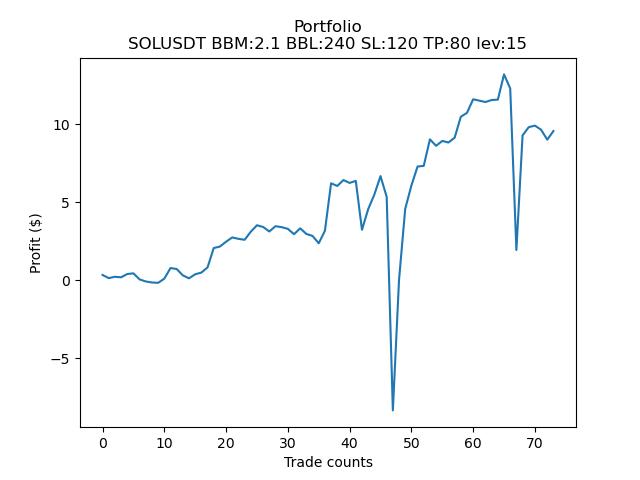 Portfolio
SOLUSDT BBM:2.1 BBL:240 SL:120 TP:80 lev:15
10
5
0
−5
Profit ($)
0 10 20 30 40 50 60 70
Trade counts